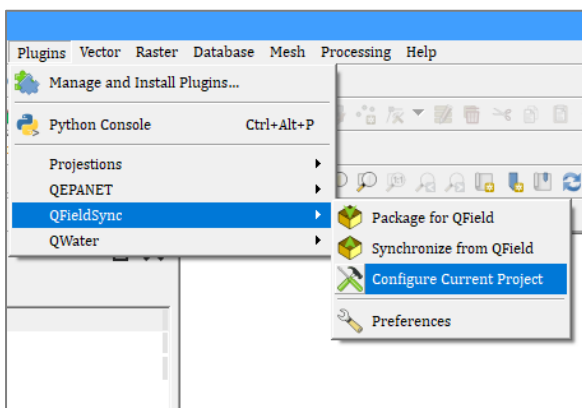 Plugins Vector Raster Database Mesh Processing Help
Manage and Install Plugins...
Python Console Ctrl+Alt+P
Projestions
QEPANET
QFieldSync
QWater
Package for QField
Synchronize from QField
Configure Current Project
Preferences